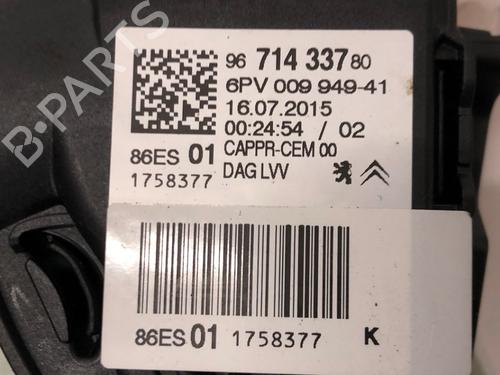 96 714 337 80
6PV 009 949-41
16.07.2015
00:24:54 / 02
86ES 01 CAPPR-CEM 00
1758377 DAG LVV
86ES 01 1758377 K
B-PARTS